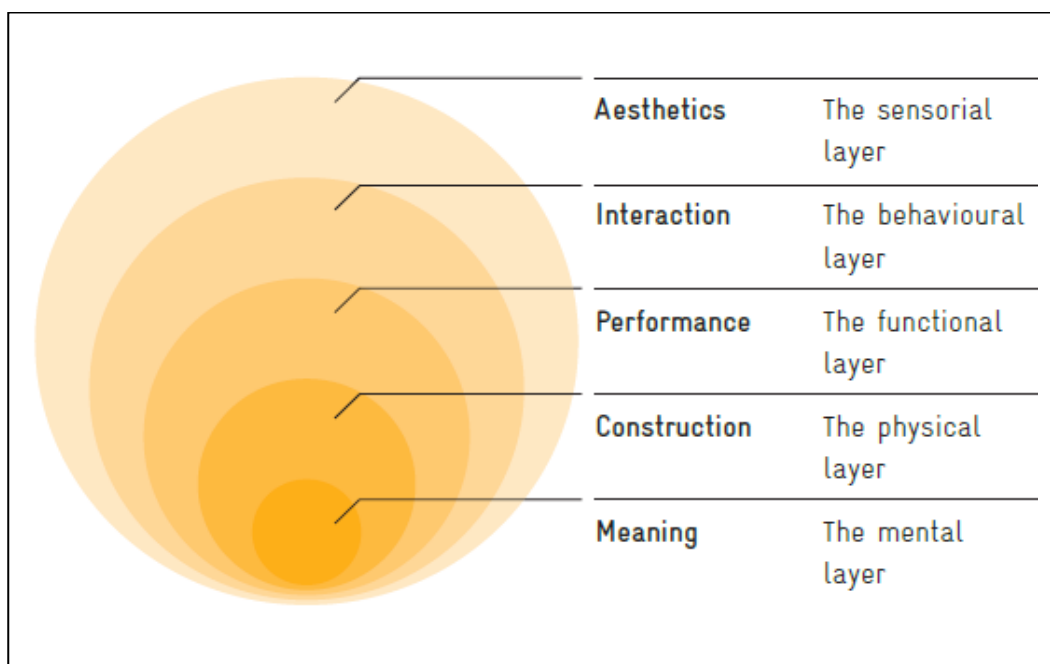 Aesthetics The sensorial
layer
Interaction The behavioural
layer
Performance The functional
layer
Construction The physical
layer
Meaning The mental
layer